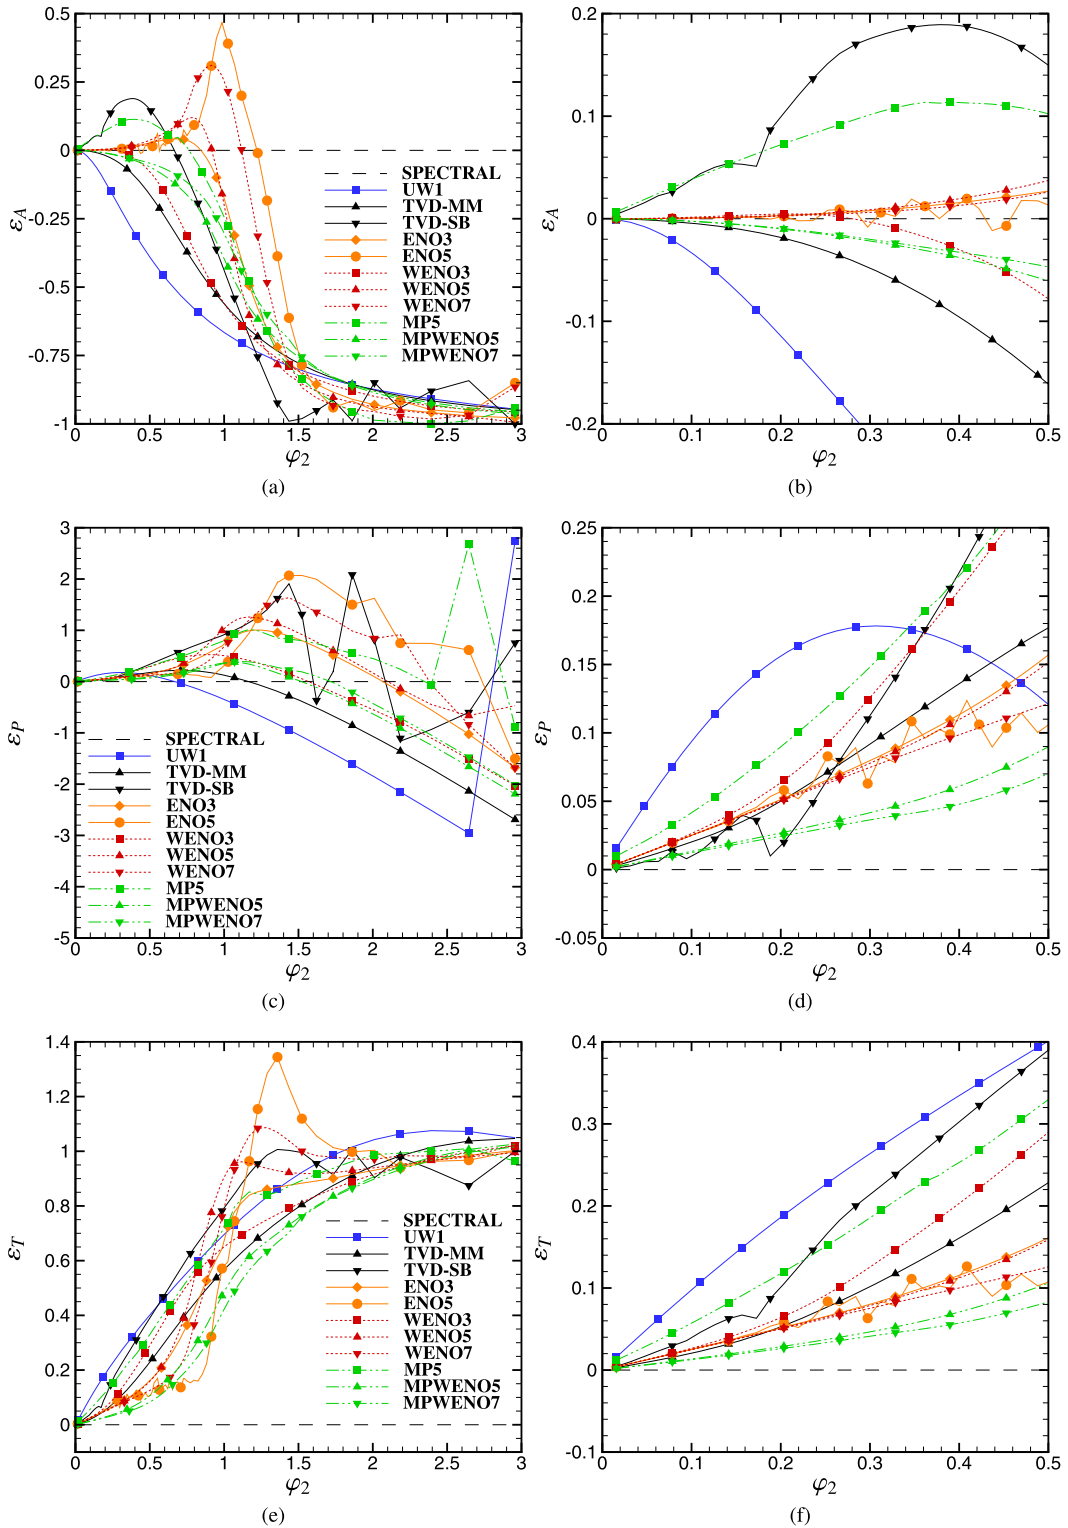 0.5
0.25
0
-0.25
-0.5
-0.75
-1
ε_A
0 0.5 1 1.5 2 2.5 3
φ₂
SPECTRAL
UW1
TVD-MM
TVD-SB
ENO3
ENO5
WENO3
WENO5
WENO7
MP5
MPWENO5
MPWENO7
(a)
0.2
0.1
0
-0.1
-0.2
ε_A
0 0.1 0.2 0.3 0.4 0.5
φ₂
(b)
3
2
1
0
-1
-2
-3
-4
-5
ε_P
0 0.5 1 1.5 2 2.5 3
φ₂
SPECTRAL
UW1
TVD-MM
TVD-SB
ENO3
ENO5
WENO3
WENO5
WENO7
MP5
MPWENO5
MPWENO7
(c)
0.25
0.2
0.15
0.1
0.05
0
-0.05
ε_P
0 0.1 0.2 0.3 0.4 0.5
φ₂
(d)
1.4
1.2
1
0.8
0.6
0.4
0.2
0
ε_T
0 0.5 1 1.5 2 2.5 3
φ₂
SPECTRAL
UW1
TVD-MM
TVD-SB
ENO3
ENO5
WENO3
WENO5
WENO7
MP5
MPWENO5
MPWENO7
(e)
0.4
0.3
0.2
0.1
0
-0.1
ε_T
0 0.1 0.2 0.3 0.4 0.5
φ₂
(f)